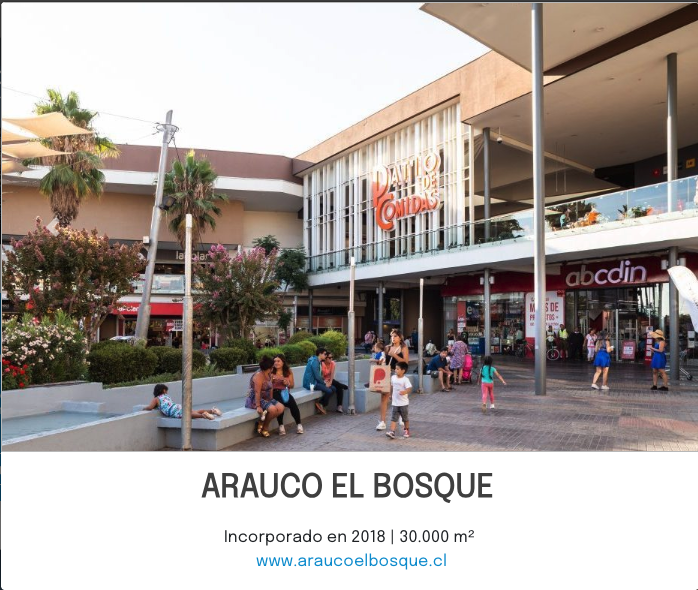 PATIO
DE
COMIDAS
abcdin
ARAUCO EL BOSQUE
Incorporado en 2018 | 30.000 m²
www.araucoelbosque.cl